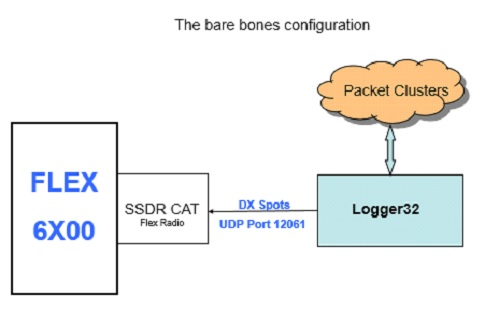 The bare bones configuration
Packet Clusters
FLEX
6X00
SSDR CAT
Flex Radio
DX Spots
UDP Port 12061
Logger32